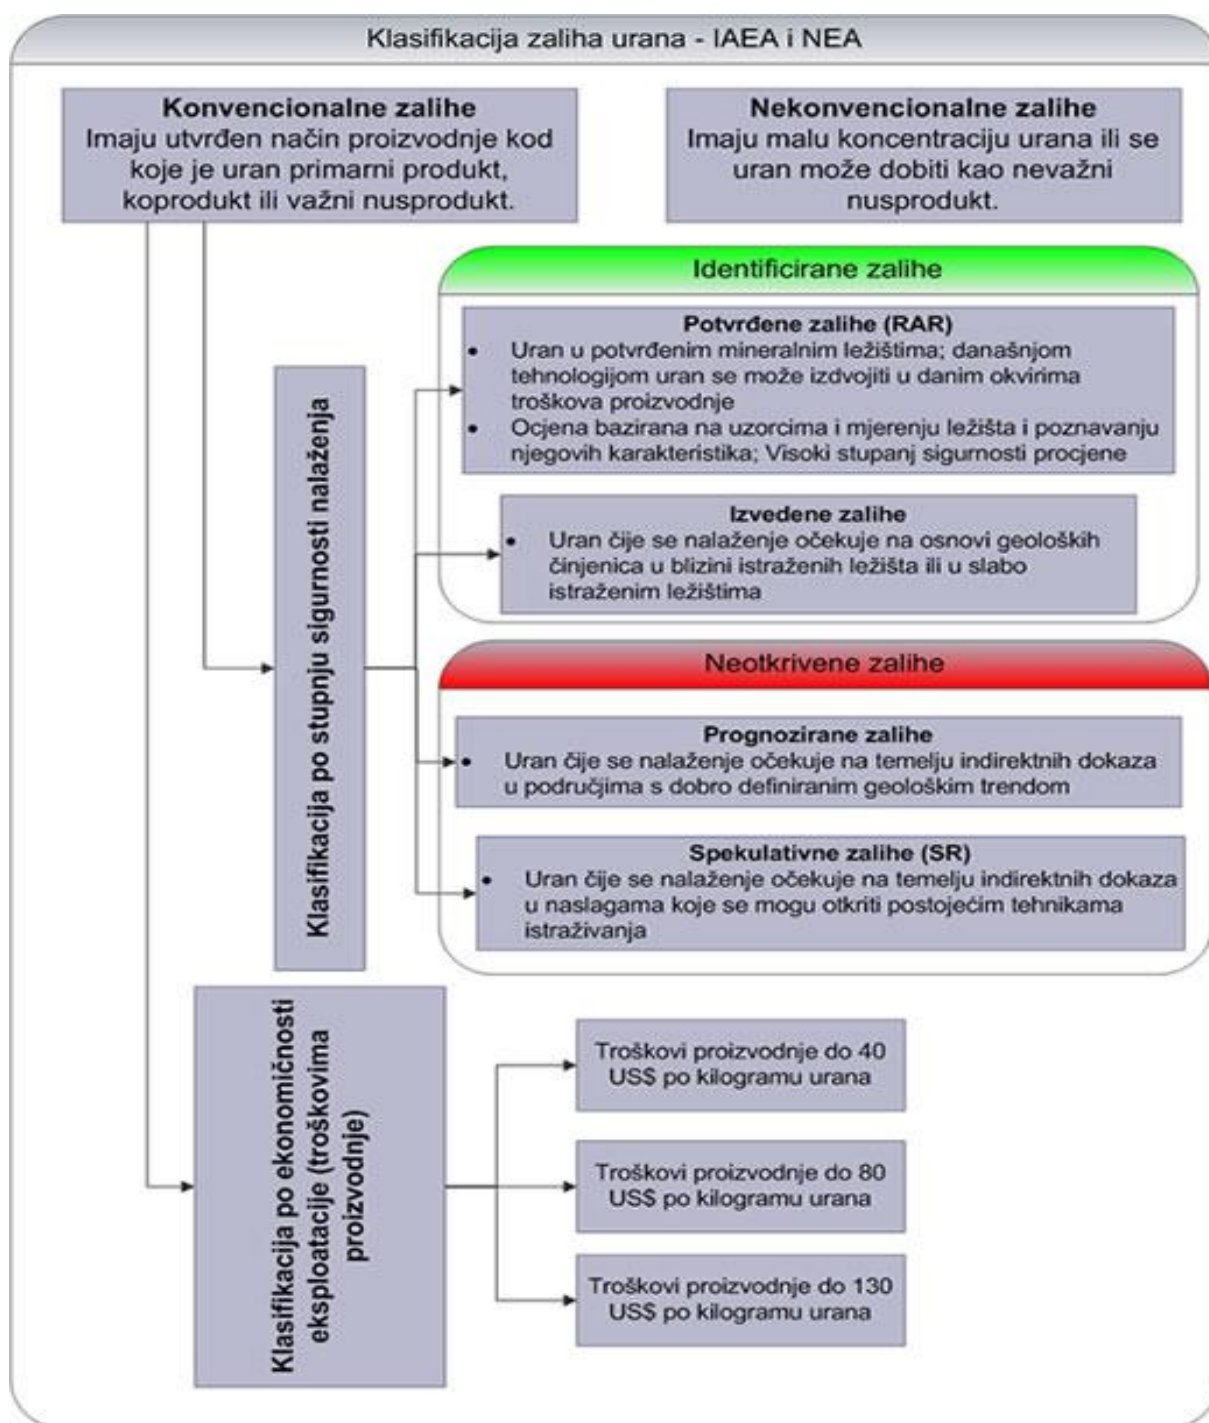 Klasifikacija zaliha urana - IAEA i NEA
Konvencionalne zalihe
Imaju utvrđen način proizvodnje kod
koje je uran primarni produkt,
koprodukt ili važni nusprodukt.
Nekonvencionalne zalihe
Imaju malu koncentraciju urana ili se
uran može dobiti kao nevažni
nusprodukt.
Klasifikacija po stupnju sigurnosti nalaženja
Identificirane zalihe
Potvrđene zalihe (RAR)
• Uran u potvrđenim mineralnim ležištima; današnjom
tehnologijom uran se može izdvojiti u danim okvirima
troškova proizvodnje
• Ocjena bazirana na uzorcima i mjerenju ležišta i poznavanju
njegovih karakteristika; Visoki stupanj sigurnosti procjene
Izvedene zalihe
• Uran čije se nalaženje očekuje na osnovi geoloških
činjenica u blizini istraženih ležišta ili u slabo
istraženim ležištima
Neotkrivene zalihe
Prognozirane zalihe
• Uran čije se nalaženje očekuje na temelju indirektnih dokaza
u područjima s dobro definiranim geološkim trendom
Spekulativne zalihe (SR)
• Uran čije se nalaženje očekuje na temelju indirektnih dokaza
u naslagama koje se mogu otkriti postojećim tehnikama
istraživanja
Klasifikacija po ekonomičnosti
eksploatacije (troškovima
proizvodnje)
Troškovi proizvodnje do 40
US$ po kilogramu urana
Troškovi proizvodnje do 80
US$ po kilogramu urana
Troškovi proizvodnje do 130
US$ po kilogramu urana